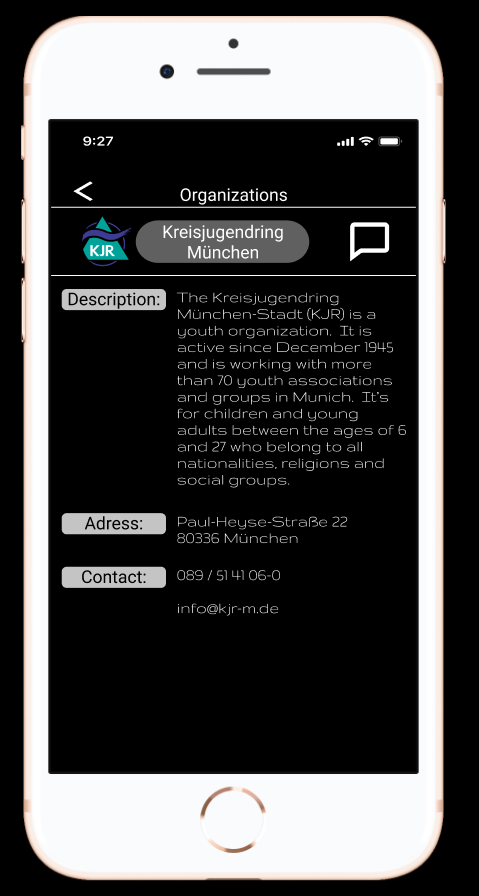 9:27
Organizations
KJR
Kreisjugendring
München
Description:
The Kreisjugendring
München-Stadt (KJR) is a
youth organization. It is
active since December 1945
and is working with more
than 70 youth associations
and groups in Munich. It's
for children and young
adults between the ages of 6
and 27 who belong to all
nationalities, religions and
social groups.
Adress:
Paul-Heyse-Straße 22
80336 München
Contact:
089 / 51 41 06-0
info@kjr-m.de